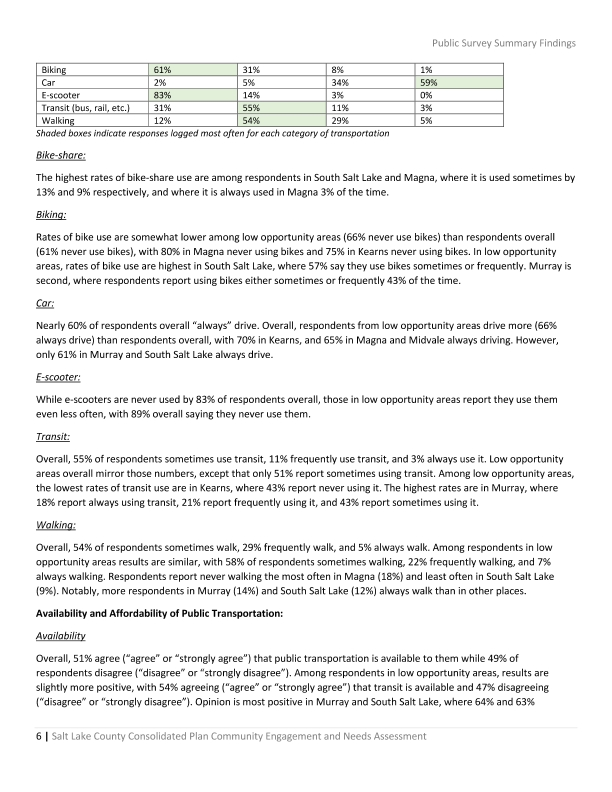 Public Survey Summary Findings
Biking 61% 31% 8% 1%
Car 2% 5% 34% 59%
E-scooter 83% 14% 3% 0%
Transit (bus, rail, etc.) 31% 55% 11% 3%
Walking 12% 54% 29% 5%
Shaded boxes indicate responses logged most often for each category of transportation
Bike-share:
The highest rates of bike-share use are among respondents in South Salt Lake and Magna, where it is used sometimes by
13% and 9% respectively, and where it is always used in Magna 3% of the time.
Biking:
Rates of bike use are somewhat lower among low opportunity areas (66% never use bikes) than respondents overall
(61% never use bikes), with 80% in Magna never using bikes and 75% in Kearns never using bikes. In low opportunity
areas, rates of bike use are highest in South Salt Lake, where 57% say they use bikes sometimes or frequently. Murray is
second, where respondents report using bikes either sometimes or frequently 43% of the time.
Car:
Nearly 60% of respondents overall “always” drive. Overall, respondents from low opportunity areas drive more (66%
always drive) than respondents overall, with 70% in Kearns, and 65% in Magna and Midvale always driving. However,
only 61% in Murray and South Salt Lake always drive.
E-scooter:
While e-scooters are never used by 83% of respondents overall, those in low opportunity areas report they use them
even less often, with 89% overall saying they never use them.
Transit:
Overall, 55% of respondents sometimes use transit, 11% frequently use transit, and 3% always use it. Low opportunity
areas overall mirror those numbers, except that only 51% report sometimes using transit. Among low opportunity areas,
the lowest rates of transit use are in Kearns, where 43% report never using it. The highest rates are in Murray, where
18% report always using transit, 21% report frequently using it, and 43% report sometimes using it.
Walking:
Overall, 54% of respondents sometimes walk, 29% frequently walk, and 5% always walk. Among respondents in low
opportunity areas results are similar, with 58% of respondents sometimes walking, 22% frequently walking, and 7%
always walking. Respondents report never walking the most often in Magna (18%) and least often in South Salt Lake
(9%). Notably, more respondents in Murray (14%) and South Salt Lake (12%) always walk than in other places.
Availability and Affordability of Public Transportation:
Availability
Overall, 51% agree (“agree” or “strongly agree”) that public transportation is available to them while 49% of
respondents disagree (“disagree” or “strongly disagree”). Among respondents in low opportunity areas, results are
slightly more positive, with 54% agreeing (“agree” or “strongly agree”) that transit is available and 47% disagreeing
(“disagree” or “strongly disagree”). Opinion is most positive in Murray and South Salt Lake, where 64% and 63%
6 | Salt Lake County Consolidated Plan Community Engagement and Needs Assessment